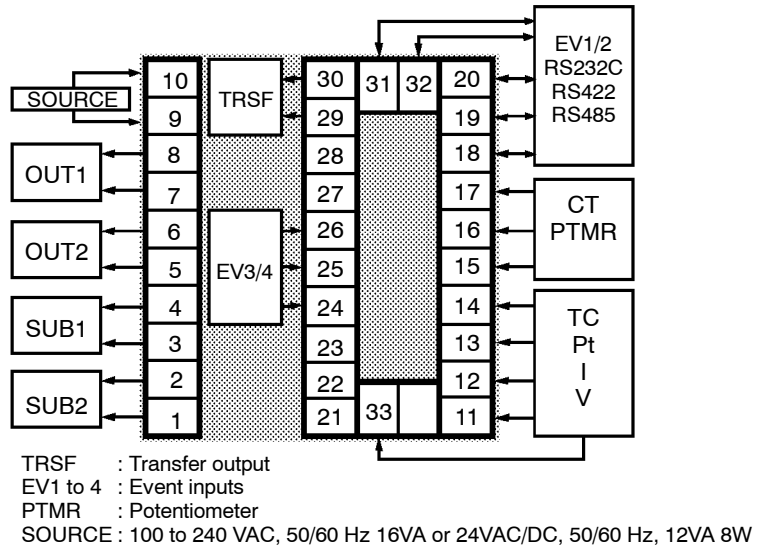 SOURCE
OUT1
OUT2
SUB1
SUB2
10
9
8
7
6
5
4
3
2
1
TRSF
EV3/4
30
29
28
27
26
25
24
23
22
21
31
32
33
20
19
18
17
16
15
14
13
12
11
EV1/2
RS232C
RS422
RS485
CT
PTMR
TC
Pt
I
V
TRSF : Transfer output
EV1 to 4 : Event inputs
PTMR : Potentiometer
SOURCE : 100 to 240 VAC, 50/60 Hz 16VA or 24VAC/DC, 50/60 Hz, 12VA 8W